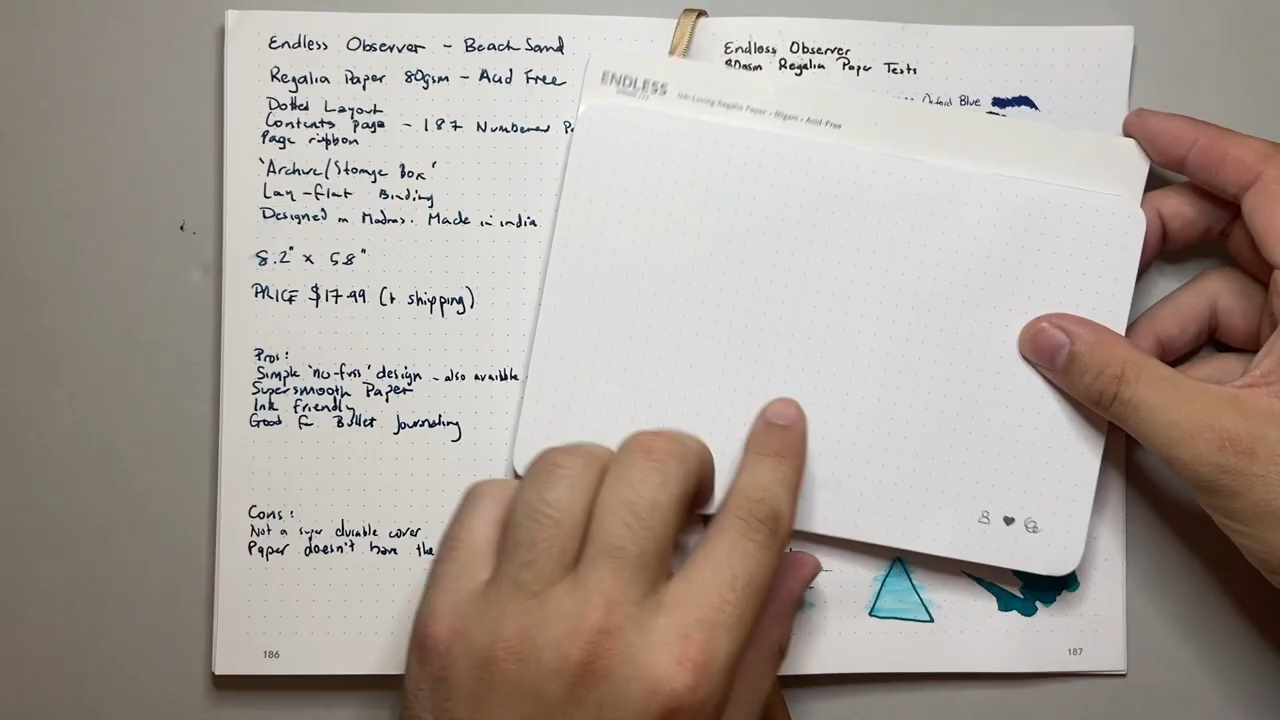 Endless Observer - Beach Sand
Regalia Paper 80gsm - Acid Free
Dotted Layout
Contents page - 187 Numbered
Page ribbon
'Archive/Storage Box'
Lay-flat Binding
Designed in Madras. Made in india
8.2" x 5.8"
PRICE $17.99 (+ shipping)
Pros:
Simple 'no-fuss' design - also available
Supersmooth Paper
Ink friendly
Good for Bullet Journaling
Cons:
Not a super durable cover
Paper doesn't have the
186
Endless Observer
80gsm Regalia Paper Tests
Oxford Blue
ENDLESS
Ink-Loving Regalia Paper • 80gsm • Acid-Free
187